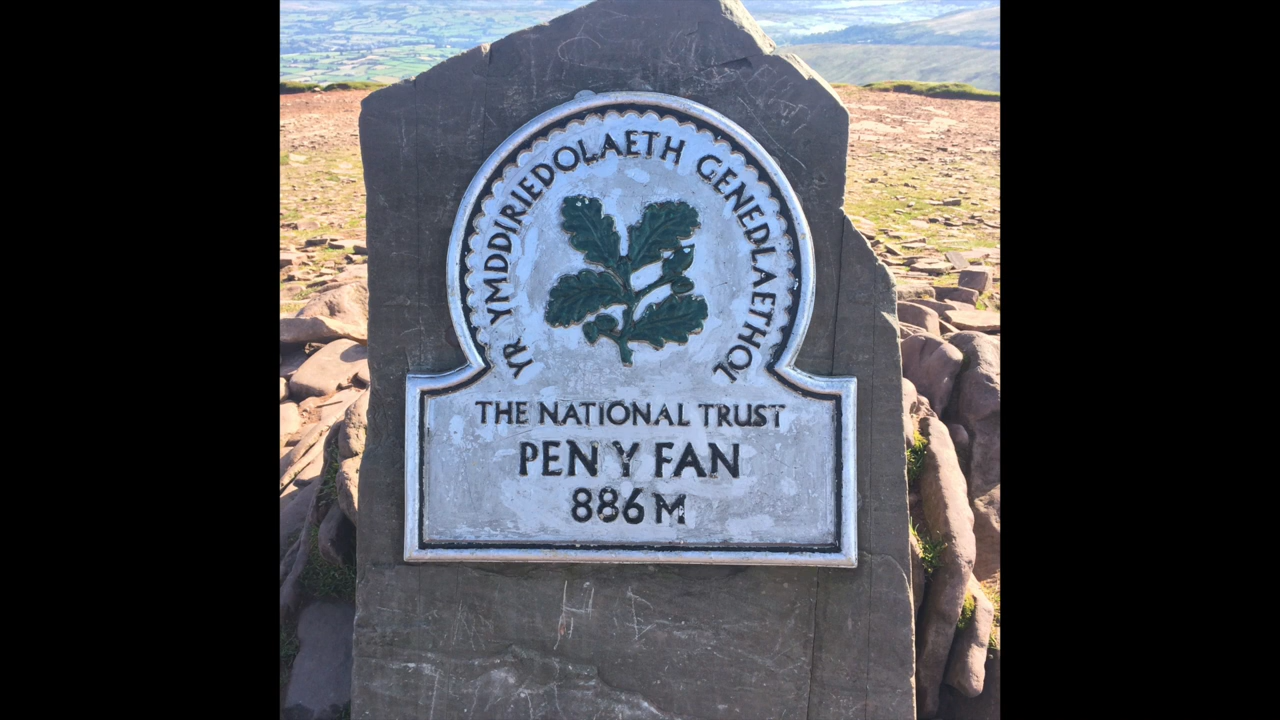 YR YMDDIRIEDOLAETH GENEDLAETHOL
THE NATIONAL TRUST
PEN Y FAN
886 M
H B